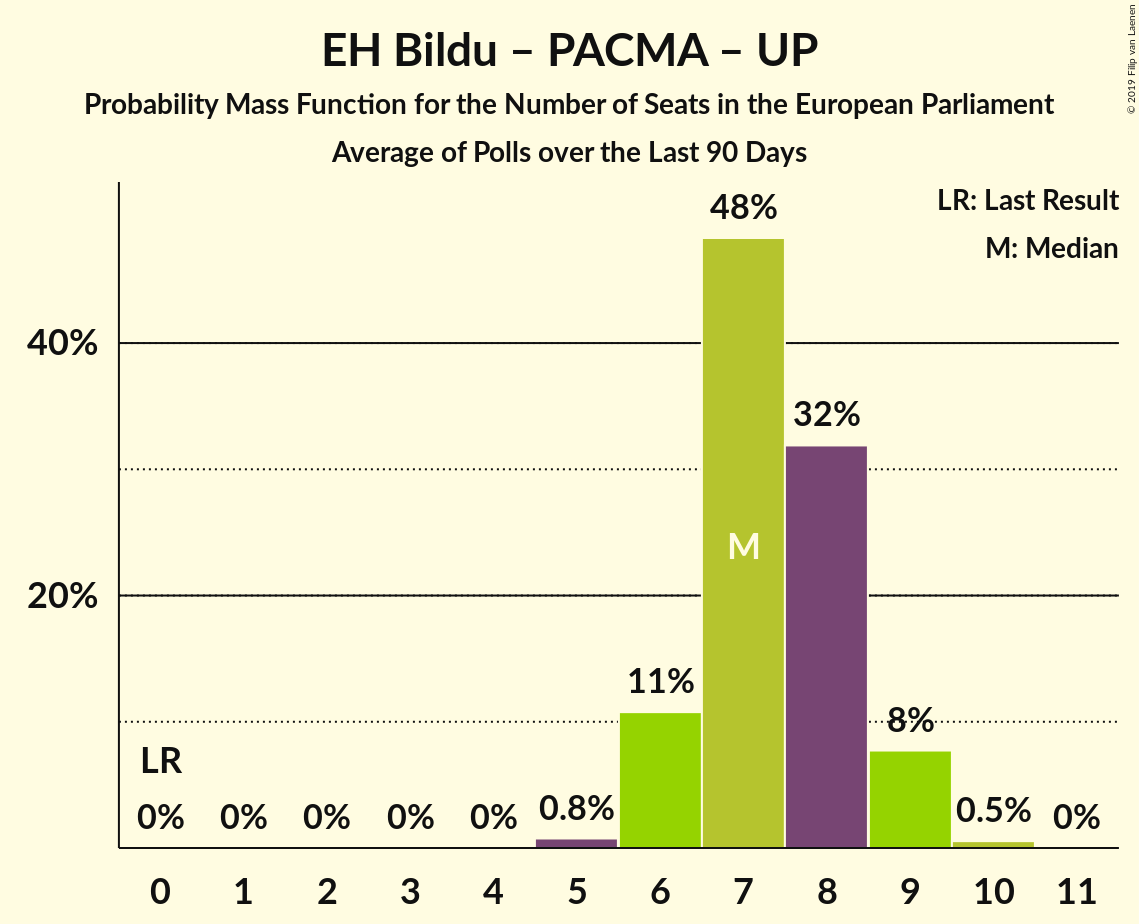 EH Bildu – PACMA – UP
Probability Mass Function for the Number of Seats in the European Parliament
Average of Polls over the Last 90 Days
© 2019 Filip van Laenen
LR: Last Result
M: Median
48%
40%
32%
M
20%
11%
8%
LR
0% 0% 0% 0% 0% 0.8% 0.5% 0%
0 1 2 3 4 5 6 7 8 9 10 11